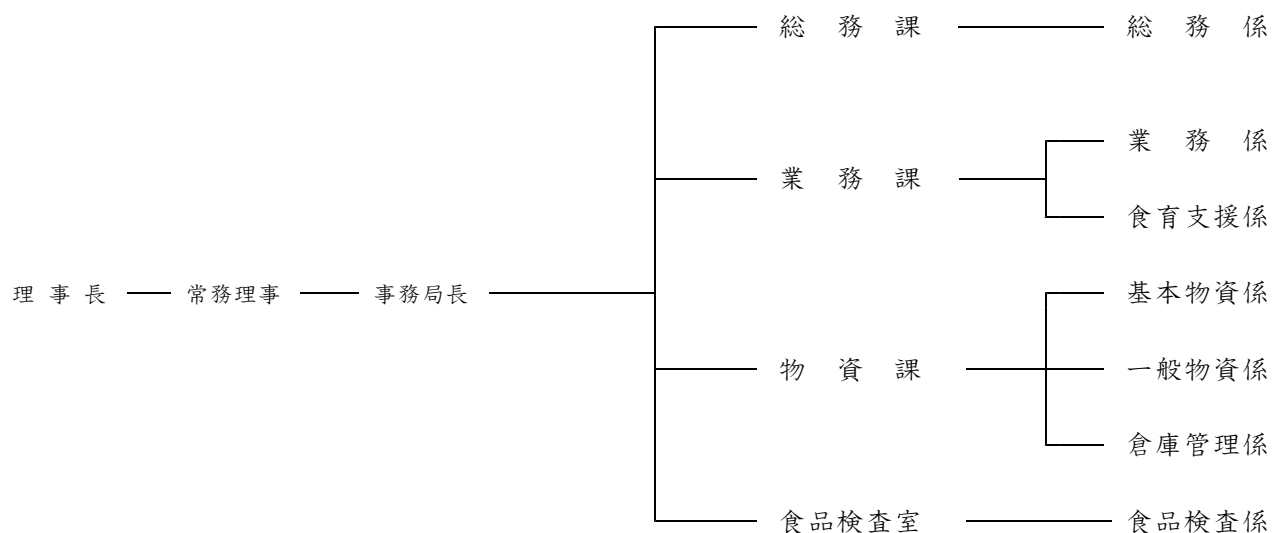 総務課 総務係
業務係
業務課
食育支援係
理事長 常務理事 事務局長 基本物資係
物資課 一般物資係
倉庫管理係
食品検査室 食品検査係